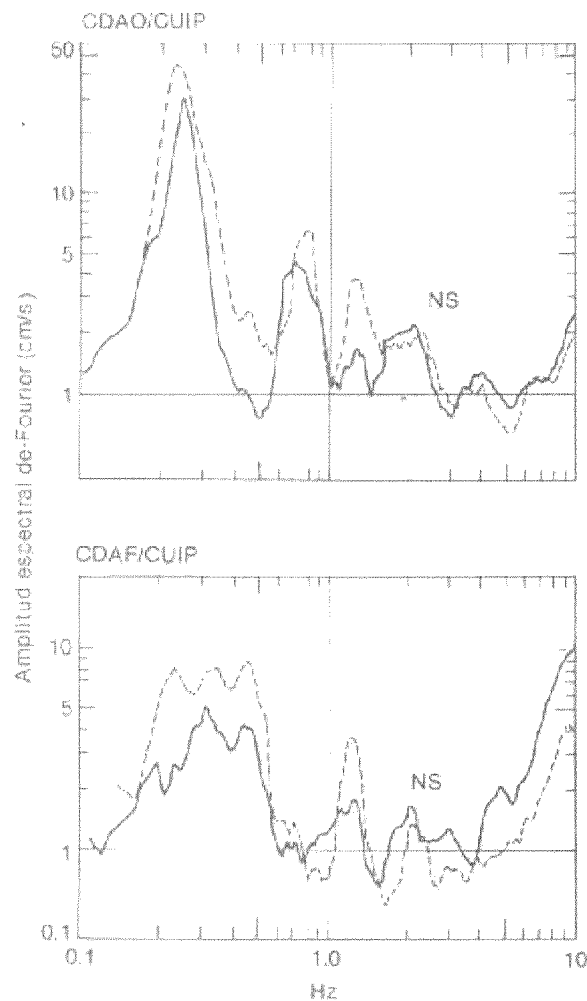 CDAO/CUIP
50
10
5
1
NS
Amplitud espectral de-Fourier (cm/s)
CDAF/CUIP
10
5
1
0.1
NS
0.1
1.0
10
Hz